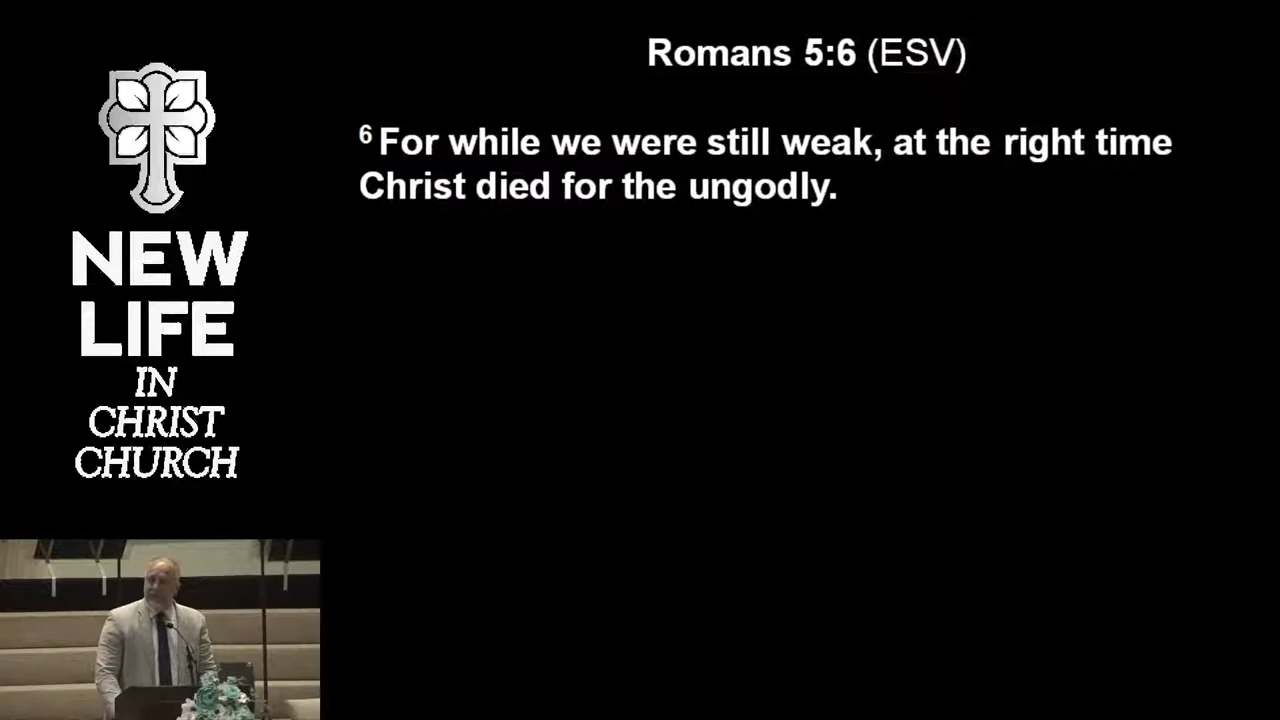 Romans 5:6 (ESV)
6 For while we were still weak, at the right time
Christ died for the ungodly.
NEW
LIFE
IN
CHRIST
CHURCH